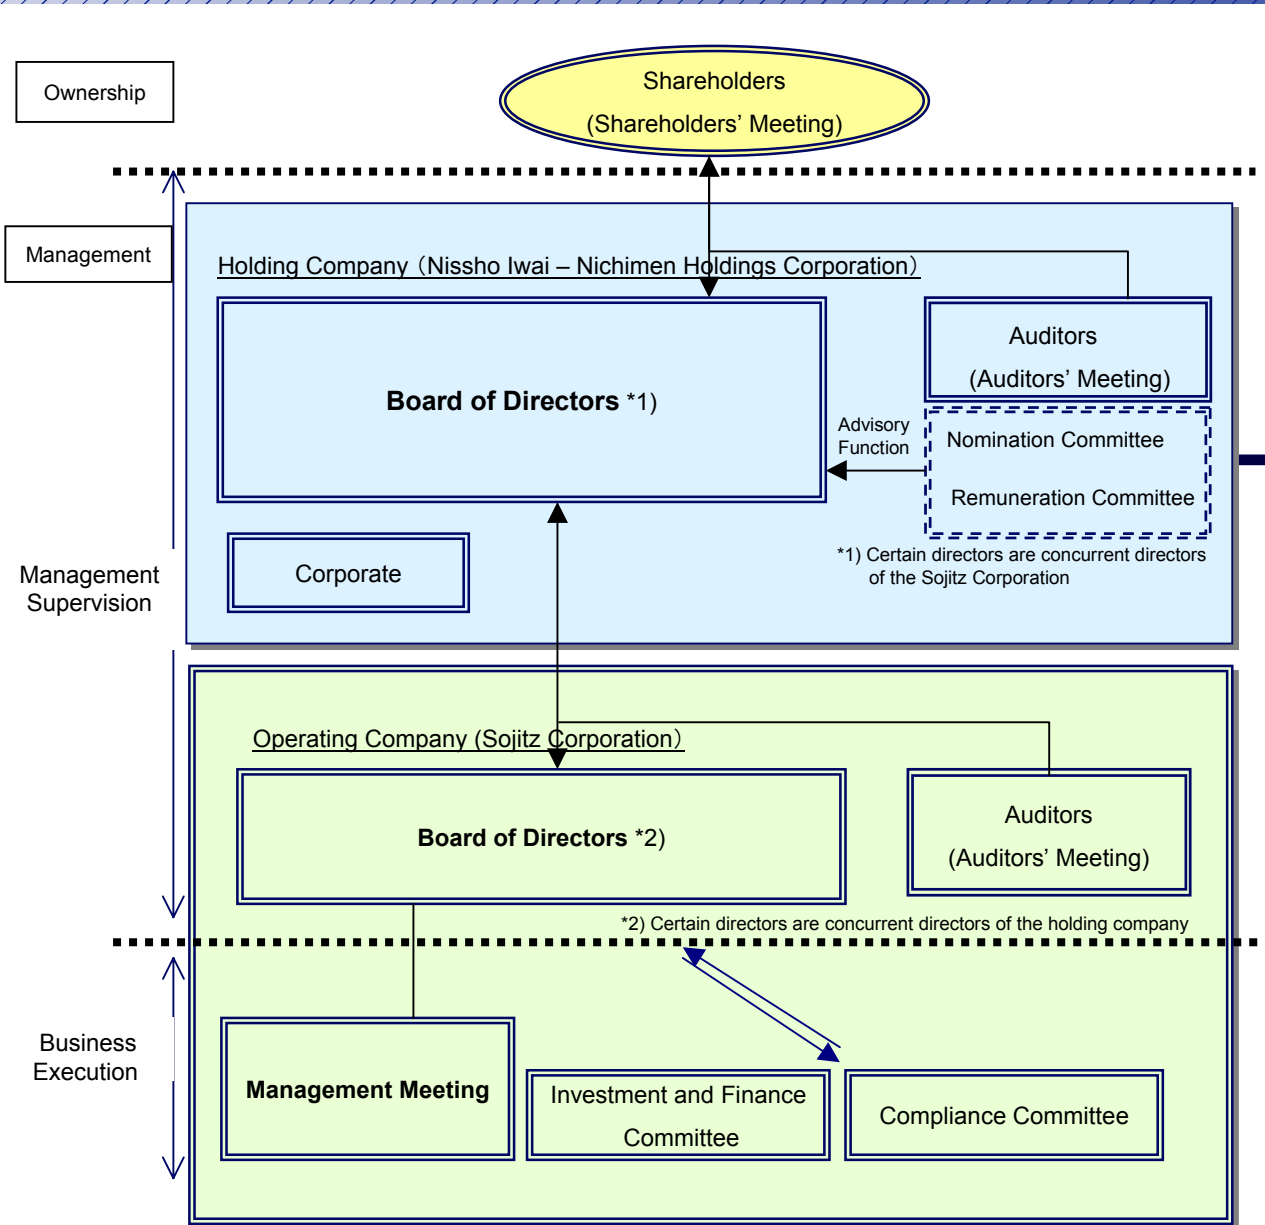 Ownership
Shareholders
(Shareholders’ Meeting)
Management
Holding Company（Nissho Iwai – Nichimen Holdings Corporation）
Board of Directors *1)
Auditors
(Auditors’ Meeting)
Advisory
Function
Nomination Committee
Remuneration Committee
*1) Certain directors are concurrent directors
of the Sojitz Corporation
Corporate
Management
Supervision
Operating Company (Sojitz Corporation）
Board of Directors *2)
Auditors
(Auditors’ Meeting)
*2) Certain directors are concurrent directors of the holding company
Business
Execution
Management Meeting
Investment and Finance
Committee
Compliance Committee